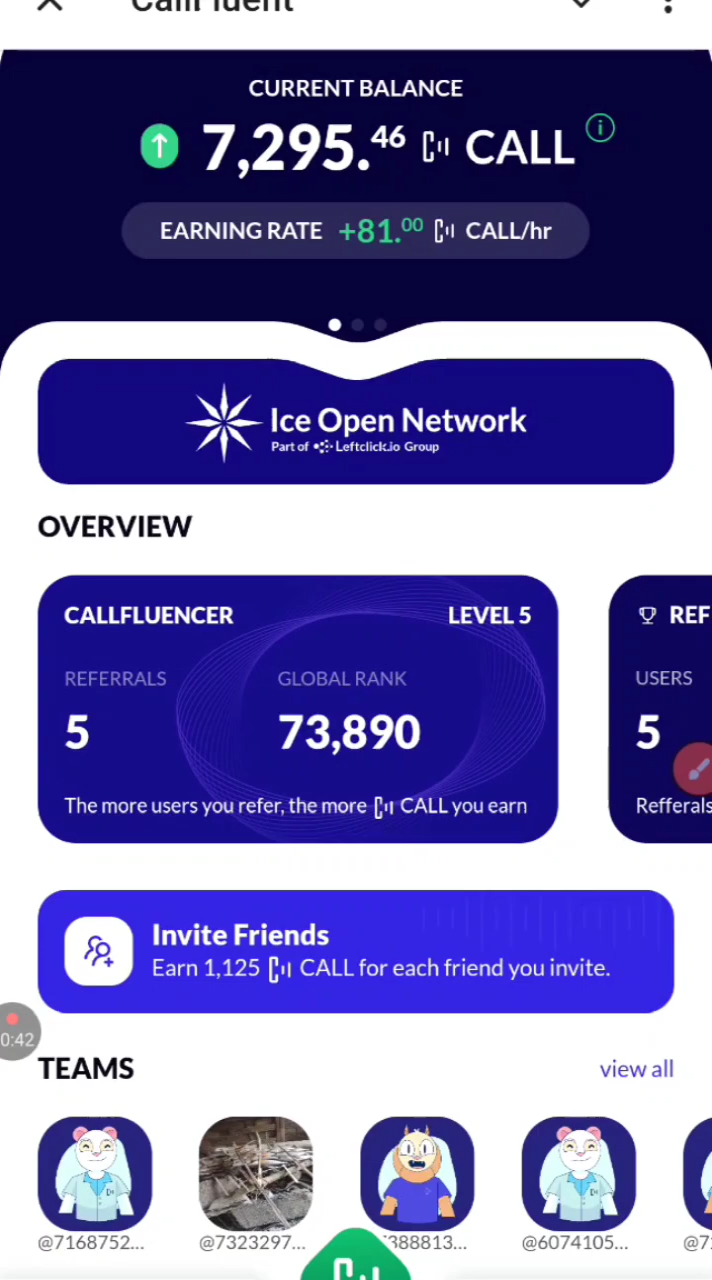 CallFluent
CURRENT BALANCE
7,295.46 CALL
EARNING RATE +81.00 CALL/hr
Ice Open Network
Part of Leftclick.io Group
OVERVIEW
CALLFLUENCER LEVEL 5
REFERRALS GLOBAL RANK
5 73,890
The more users you refer, the more CALL you earn
REF
USERS
5
Refferals
Invite Friends
Earn 1,125 CALL for each friend you invite.
0:42
TEAMS view all
@7168752... @7323297... 388813... @6074105... @7